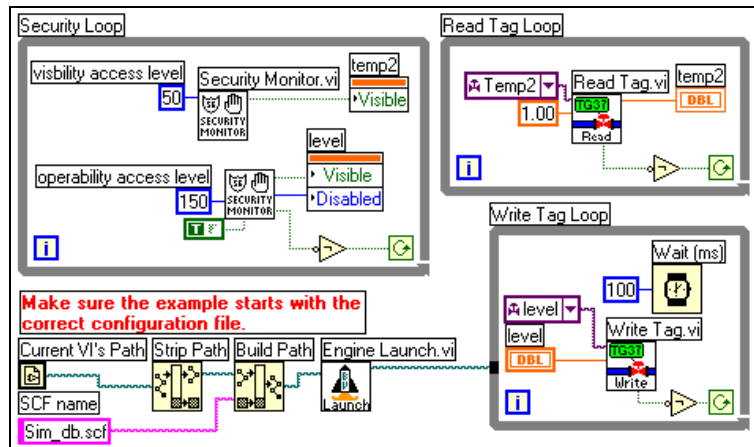 Security Loop
visbility access level
50
Security Monitor.vi
SECURITY
MONITOR
temp2
Visible
operability access level
150
SECURITY
MONITOR
T F
level
Visible
Disabled
i
Read Tag Loop
Temp2
1.00
Read Tag.vi
TG37
Read
temp2
DBL
i
Write Tag Loop
Wait (ms)
100
level
level
DBL
Write Tag.vi
TG37
Write
i
Make sure the example starts with the
correct configuration file.
Current VI's Path
Strip Path
Build Path
Engine Launch.vi
Launch
SCF name
Sim_db.scf